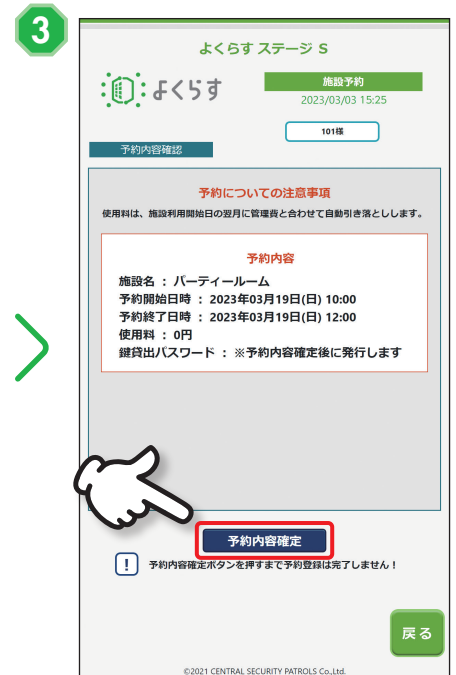 3
よくらす ステージ S
よくらす
施設予約
2023/03/03 15:25
101様
予約内容確認
予約についての注意事項
使用料は、施設利用開始日の翌月に管理費と合わせて自動引き落としします。
予約内容
施設名 ： パーティールーム
予約開始日時 ： 2023年03月19日(日) 10:00
予約終了日時 ： 2023年03月19日(日) 12:00
使用料 ： 0円
鍵貸出パスワード ： ※予約内容確定後に発行します
予約内容確定
! 予約内容確定ボタンを押すまで予約登録は完了しません！
戻る
©2021 CENTRAL SECURITY PATROLS Co.,Ltd.